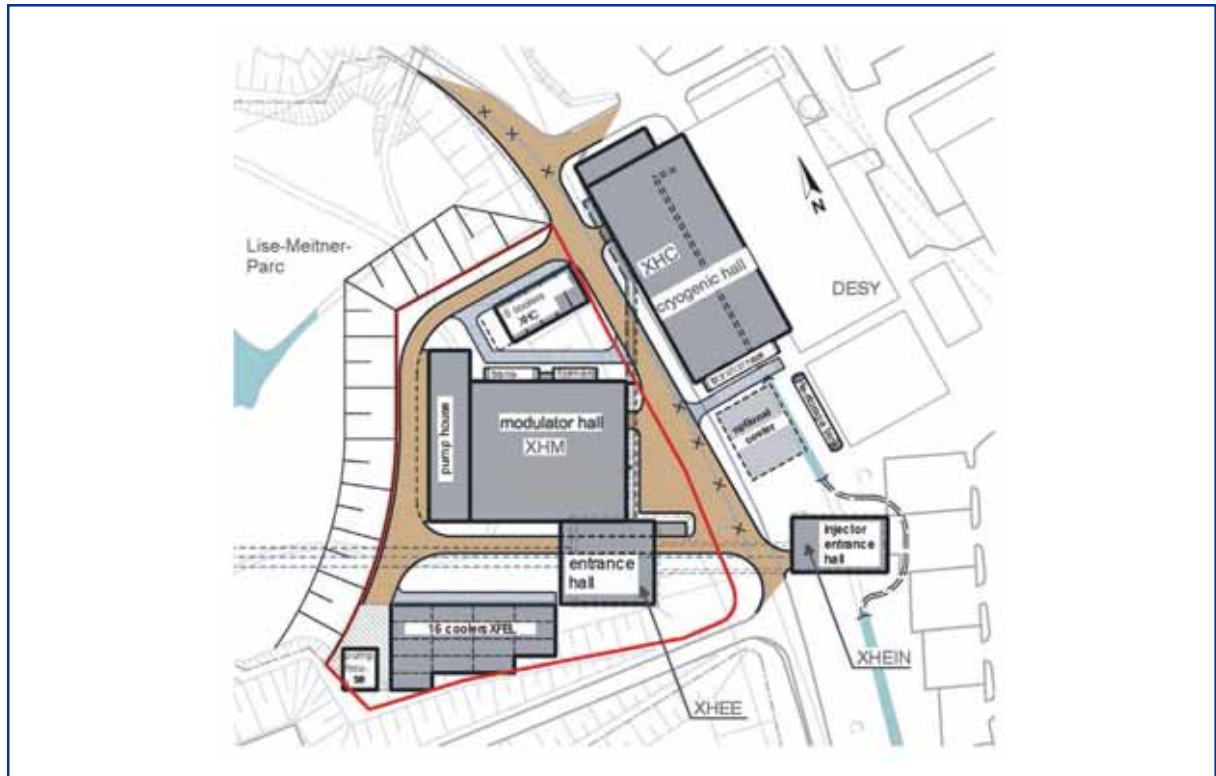 Lise-Meitner-
Parc
N
XHC
cryogenic hall
DESY
coolers
XHC
optional
cooler
pump house
modulator hall
XHM
injector
entrance
hall
entrance
hall
16 coolers XFEL
XHEIN
XHEE